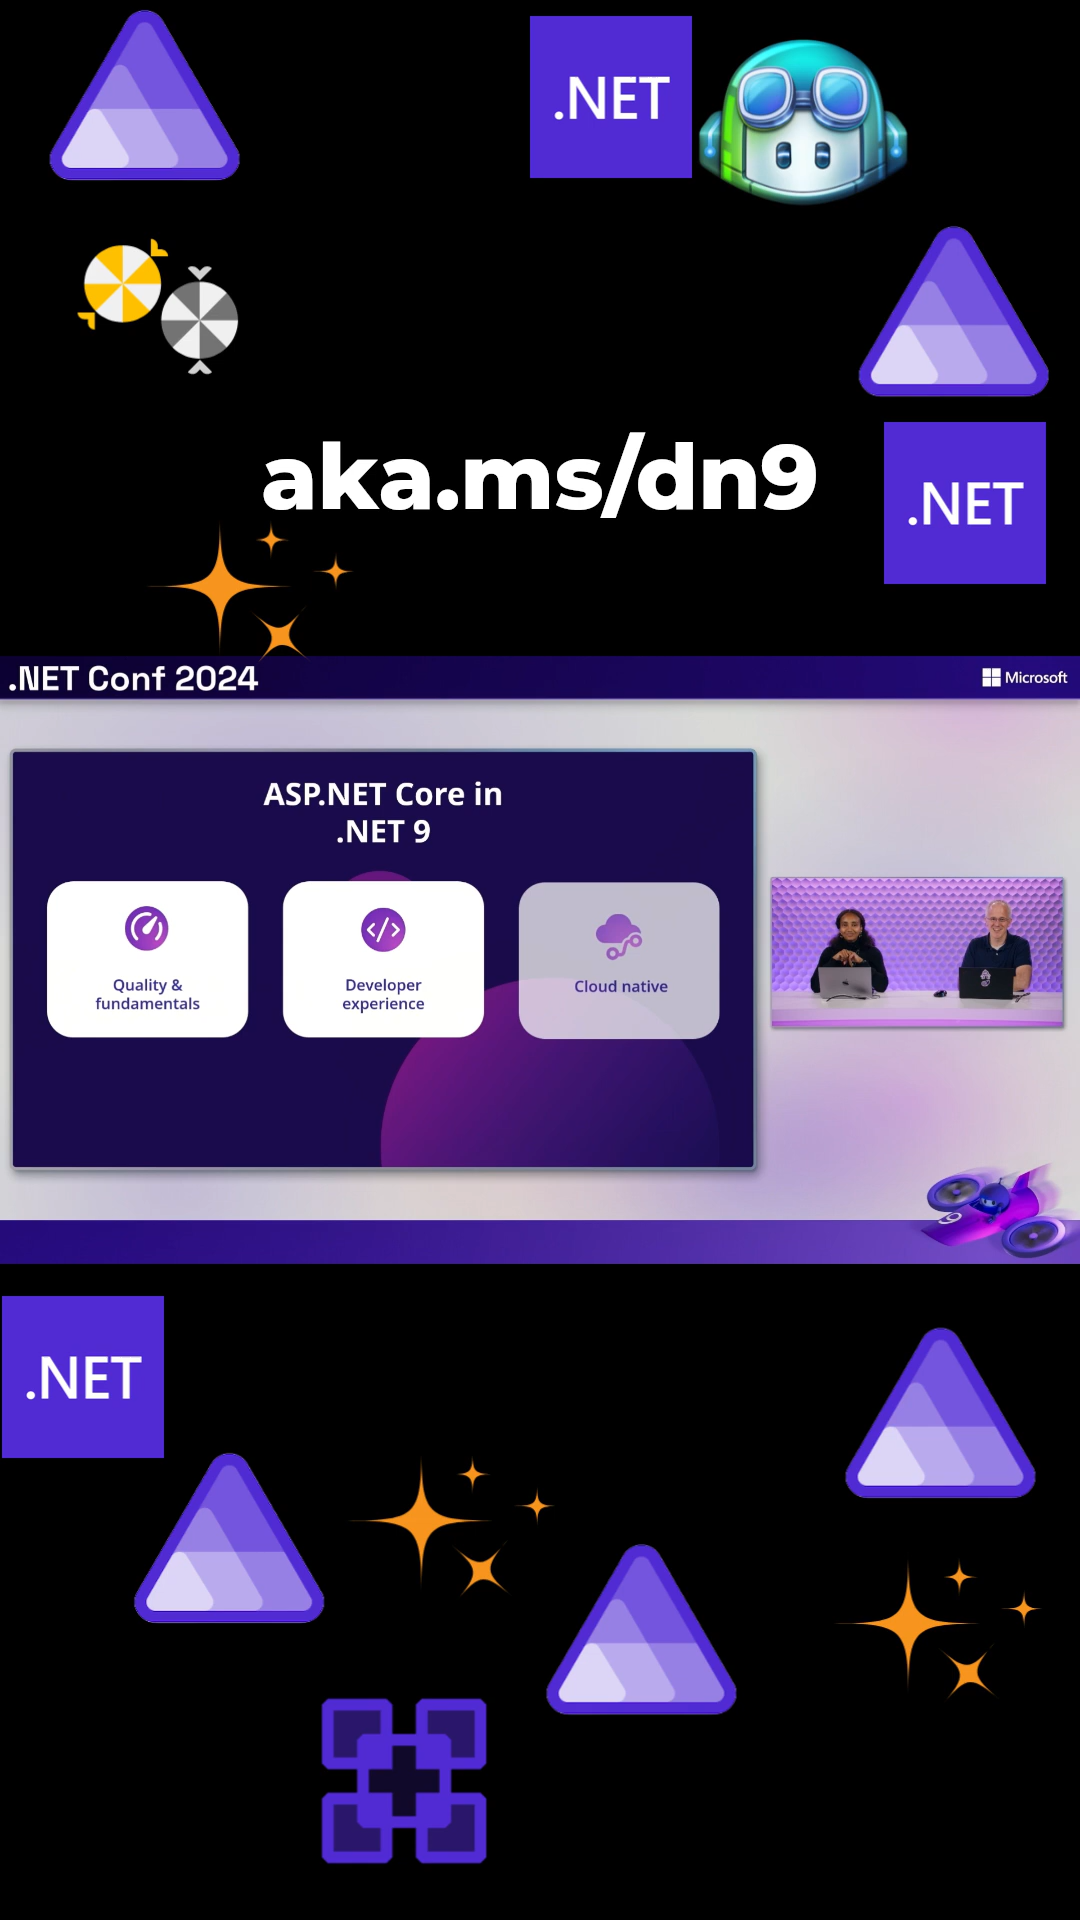 .NET
aka.ms/dn9
.NET
.NET Conf 2024
Microsoft
ASP.NET Core in
.NET 9
Quality &
fundamentals
Developer
experience
Cloud native
9
.NET